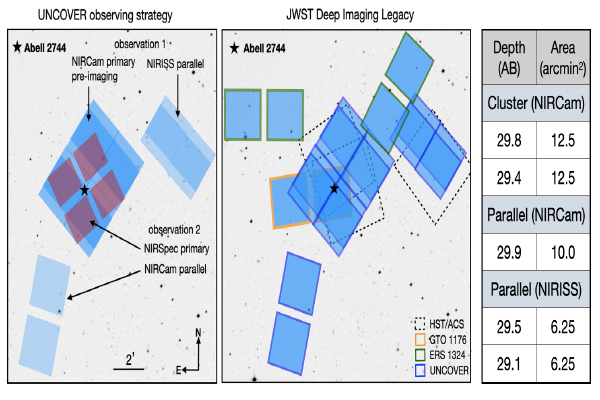 UNCOVER observing strategy
Abell 2744
observation 1
NIRCam primary
pre-imaging
NIRISS parallel
observation 2
NIRSpec primary
NIRCam parallel
2'
N
E
JWST Deep Imaging Legacy
Abell 2744
HST/ACS
GTO 1176
ERS 1324
UNCOVER
Depth (AB) Area (arcmin²)
Cluster (NIRCam)
29.8 12.5
29.4 12.5
Parallel (NIRCam)
29.9 10.0
Parallel (NIRISS)
29.5 6.25
29.1 6.25